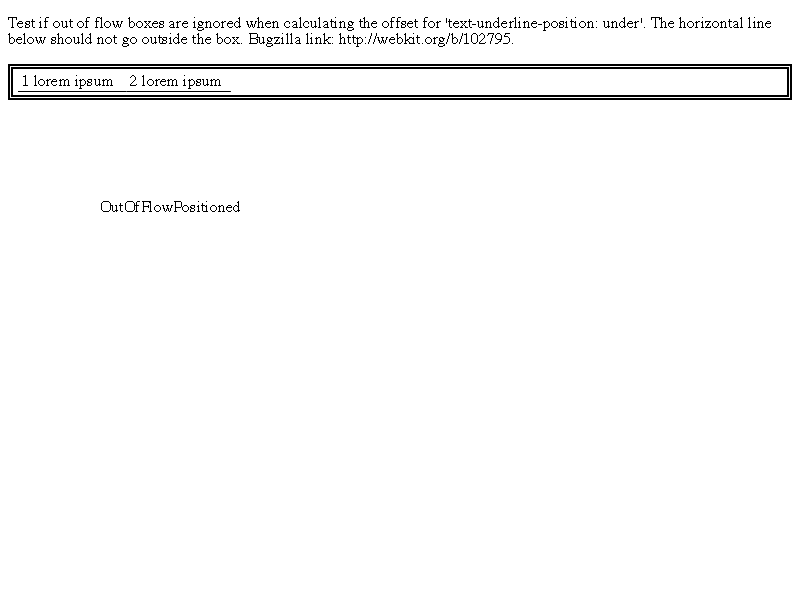 Test if out of flow boxes are ignored when calculating the offset for 'text-underline-position: under'. The horizontal line
below should not go outside the box. Bugzilla link: http://webkit.org/b/102795.
1 lorem ipsum 2 lorem ipsum
OutOfFlowPositioned